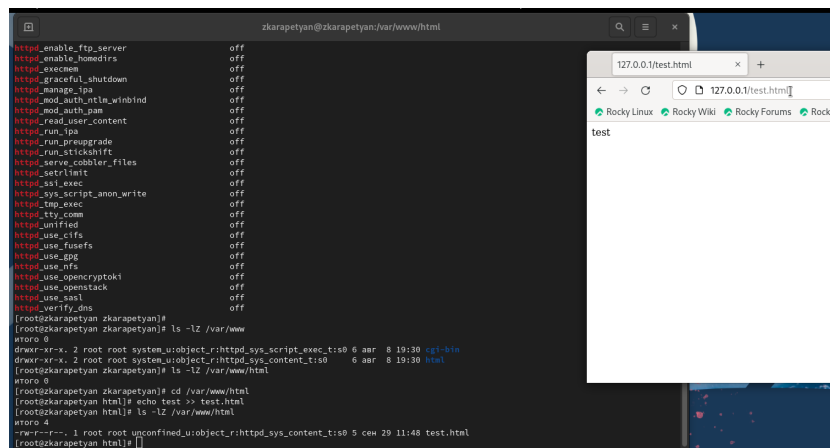 zkarapetyan@zkarapetyan:/var/www/html
httpd_enable_ftp_server off
httpd_enable_homedirs off
httpd_execmem off
httpd_graceful_shutdown off
httpd_manage_ipa off
httpd_mod_auth_ntlm_winbind off
httpd_mod_auth_pam off
httpd_read_user_content off
httpd_run_ipa off
httpd_run_preupgrade off
httpd_run_stickshift off
httpd_serve_cobbler_files off
httpd_setrlimit off
httpd_ssi_exec off
httpd_sys_script_anon_write off
httpd_tmp_exec off
httpd_tty_comm off
httpd_unified off
httpd_use_cifs off
httpd_use_fusefs off
httpd_use_gpg off
httpd_use_nfs off
httpd_use_opencryptoki off
httpd_use_openstack off
httpd_use_sasl off
httpd_verify_dns off
[root@zkarapetyan zkarapetyan]#
[root@zkarapetyan zkarapetyan]# ls -lZ /var/www
итого 0
drwxr-xr-x. 2 root root system_u:object_r:httpd_sys_script_exec_t:s0 6 авг 8 19:30 cgi-bin
drwxr-xr-x. 2 root root system_u:object_r:httpd_sys_content_t:s0 6 авг 8 19:30 html
[root@zkarapetyan zkarapetyan]# ls -lZ /var/www/html
итого 0
[root@zkarapetyan zkarapetyan]# cd /var/www/html
[root@zkarapetyan html]# echo test >> test.html
[root@zkarapetyan html]# ls -lZ /var/www/html
итого 4
-rw-r--r--. 1 root root unconfined_u:object_r:httpd_sys_content_t:s0 5 сен 29 11:48 test.html
[root@zkarapetyan html]#
127.0.0.1/test.html
127.0.0.1/test.html
Rocky Linux Rocky Wiki Rocky Forums Rock
test